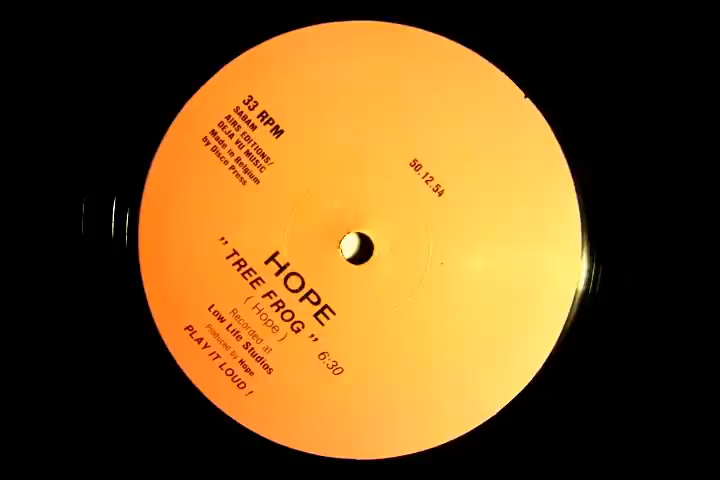 33 RPM
SABAM
AIRS EDITIONS/
DEJA VU MUSIC
Made in Belgium
by Disco Press
50.12.54
HOPE
" TREE FROG " 6:30
( Hope )
Recorded at
Low Life Studios
Produced by Hope
PLAY IT LOUD !